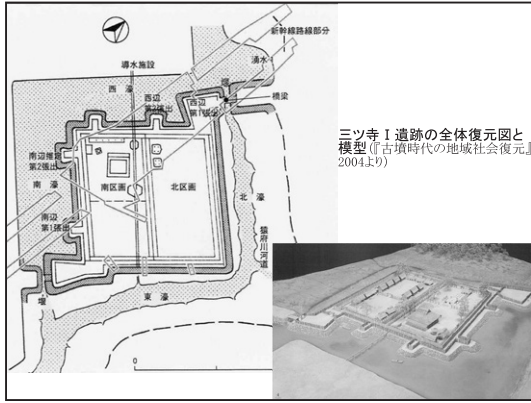 新幹線路線部分
導水施設
湧水
西濠
堰
橋梁
西辺
第2張出
西辺
第1張出
南辺推定
第2張出
南濠
南区画
北区画
北濠
南辺
第1張出
猿府川河道
堰
東濠
0
三ツ寺Ⅰ遺跡の全体復元図と
模型(『古墳時代の地域社会復元』
2004より)